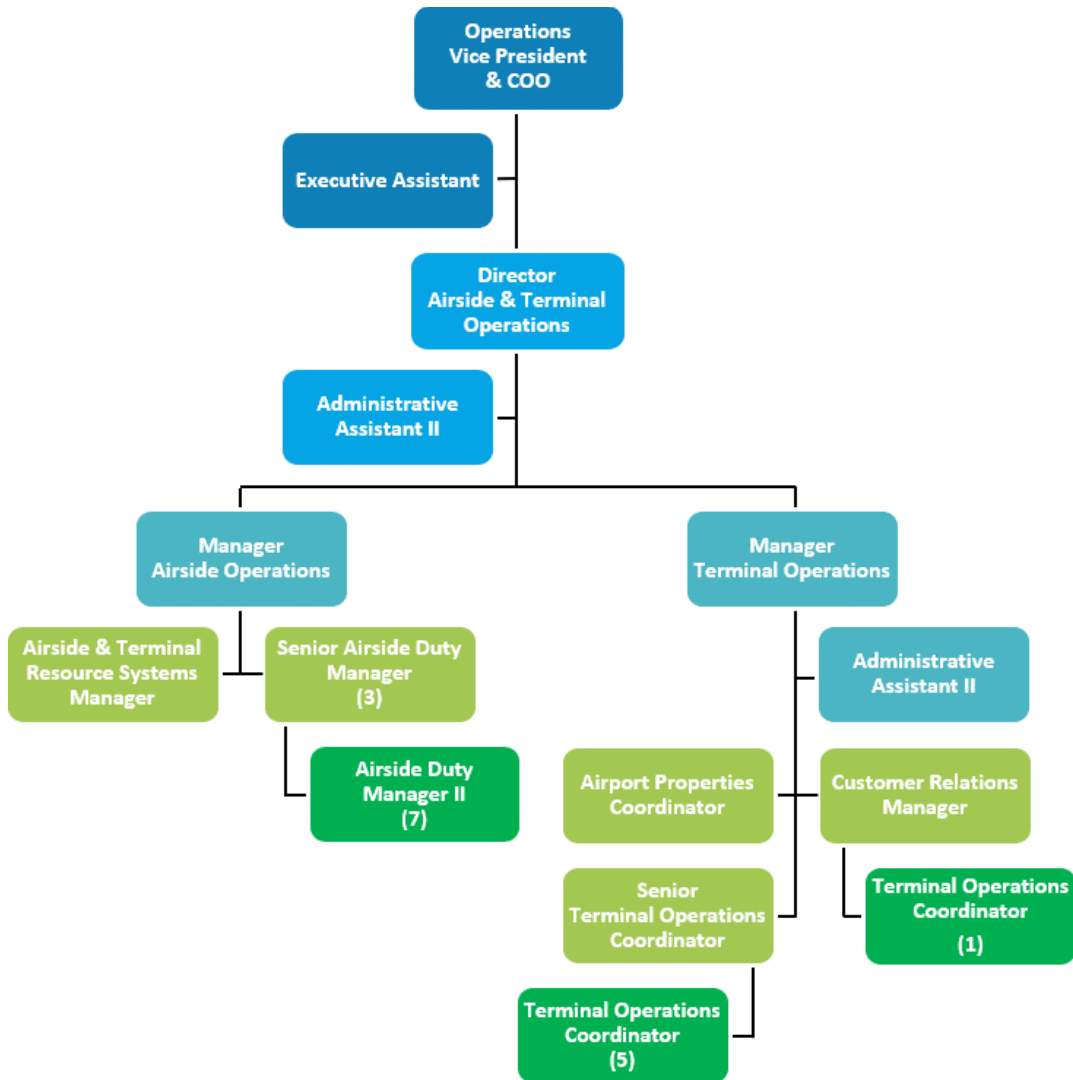 Operations
Vice President
& COO
Executive Assistant
Director
Airside & Terminal
Operations
Administrative
Assistant II
Manager
Airside Operations
Manager
Terminal Operations
Airside & Terminal
Resource Systems
Manager
Senior Airside Duty
Manager
(3)
Administrative
Assistant II
Airside Duty
Manager II
(7)
Airport Properties
Coordinator
Customer Relations
Manager
Senior
Terminal Operations
Coordinator
Terminal Operations
Coordinator
(1)
Terminal Operations
Coordinator
(5)